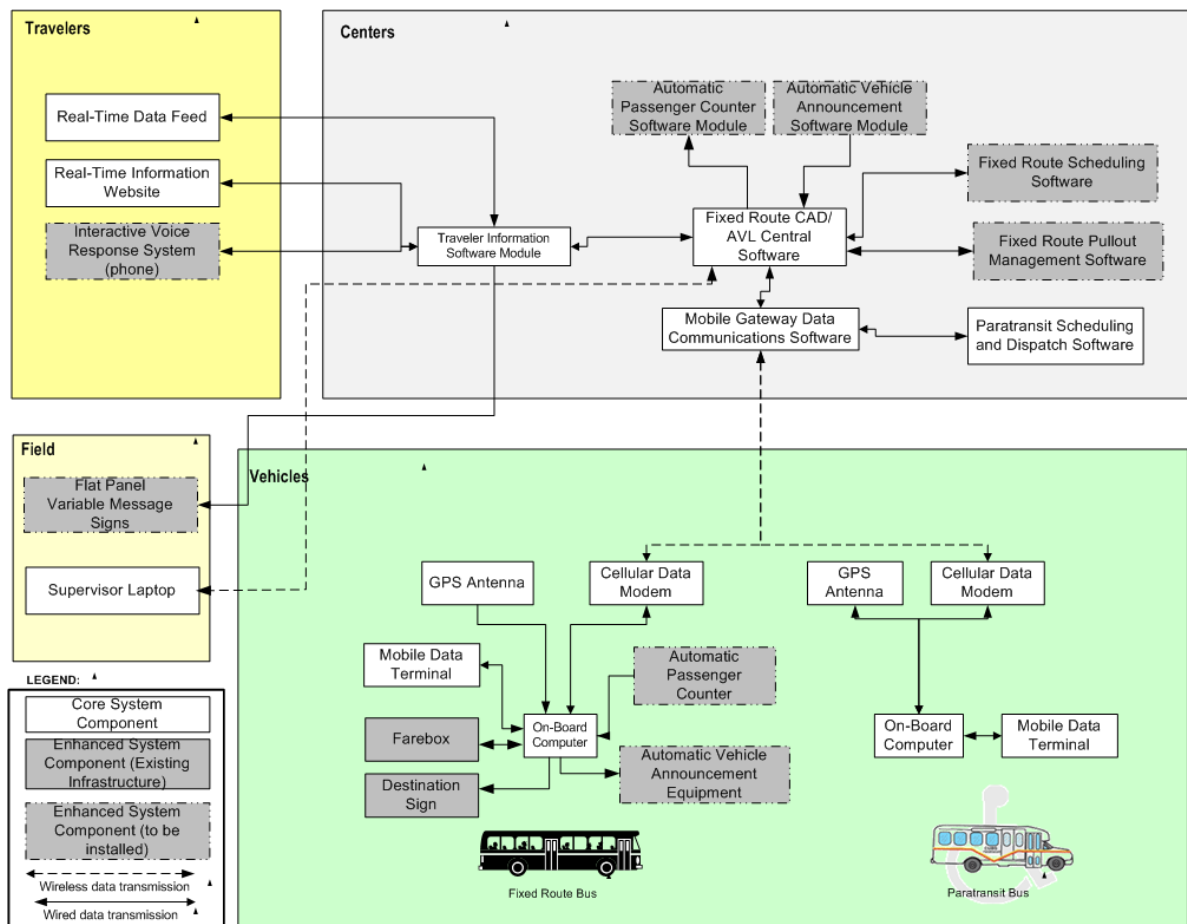 Travelers
Real-Time Data Feed
Real-Time Information
Website
Interactive Voice
Response System
(phone)
Centers
Automatic
Passenger Counter
Software Module
Automatic Vehicle
Announcement
Software Module
Fixed Route Scheduling
Software
Fixed Route CAD/
AVL Central
Software
Traveler Information
Software Module
Fixed Route Pullout
Management Software
Mobile Gateway Data
Communications Software
Paratransit Scheduling
and Dispatch Software
Field
Flat Panel
Variable Message
Signs
Supervisor Laptop
Vehicles
GPS Antenna
Cellular Data
Modem
Mobile Data
Terminal
Automatic
Passenger
Counter
Farebox
On-Board
Computer
Destination
Sign
Automatic Vehicle
Announcement
Equipment
Fixed Route Bus
GPS
Antenna
Cellular Data
Modem
On-Board
Computer
Mobile Data
Terminal
Paratransit Bus
LEGEND:
Core System
Component
Enhanced System
Component (Existing
Infrastructure)
Enhanced System
Component (to be
installed)
Wireless data transmission
Wired data transmission